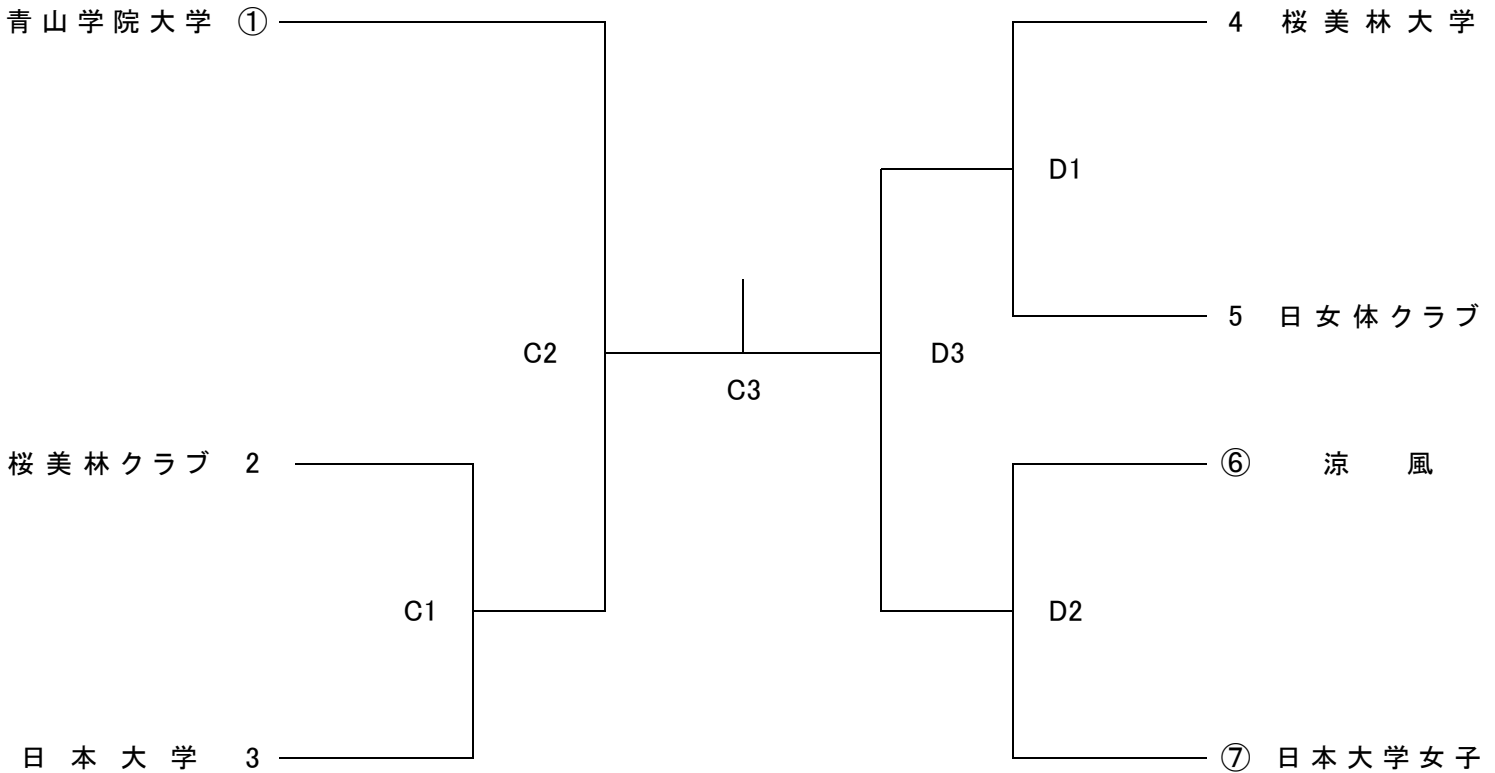 青山学院大学 ①
4 桜美林大学
D1
5 日女体クラブ
C2
D3
C3
桜美林クラブ 2
⑥ 涼風
C1
D2
日本大学 3
⑦ 日本大学女子